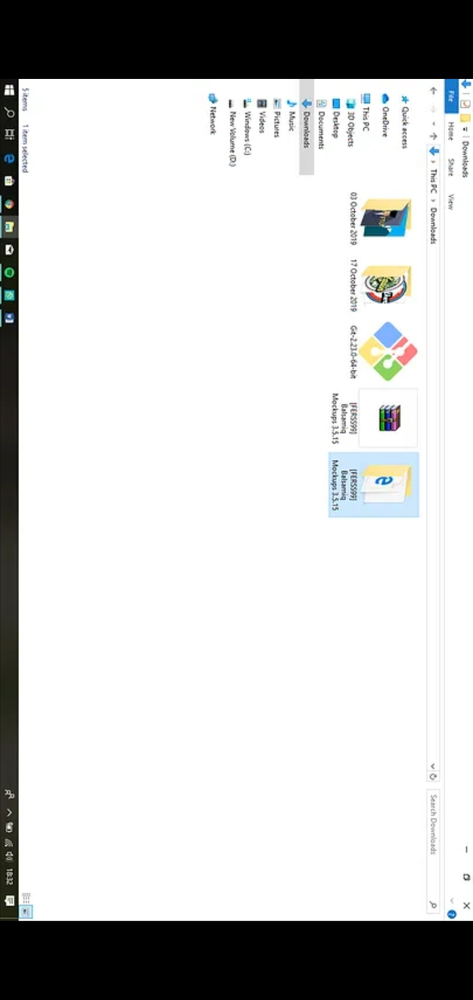 Downloads
File
Home
Share
View
This PC
Downloads
Search Downloads
Quick access
OneDrive
This PC
3D Objects
Desktop
Documents
Downloads
Music
Pictures
Videos
Windows (C:)
New Volume (D:)
Network
03 October 2019
17 October 2019
Git-2.23.0-64-bit
[FERSS99]
Balsamiq
Mockups 3.5.15
[FERSS99]
Balsamiq
Mockups 3.5.15
5 items
1 item selected
18:32